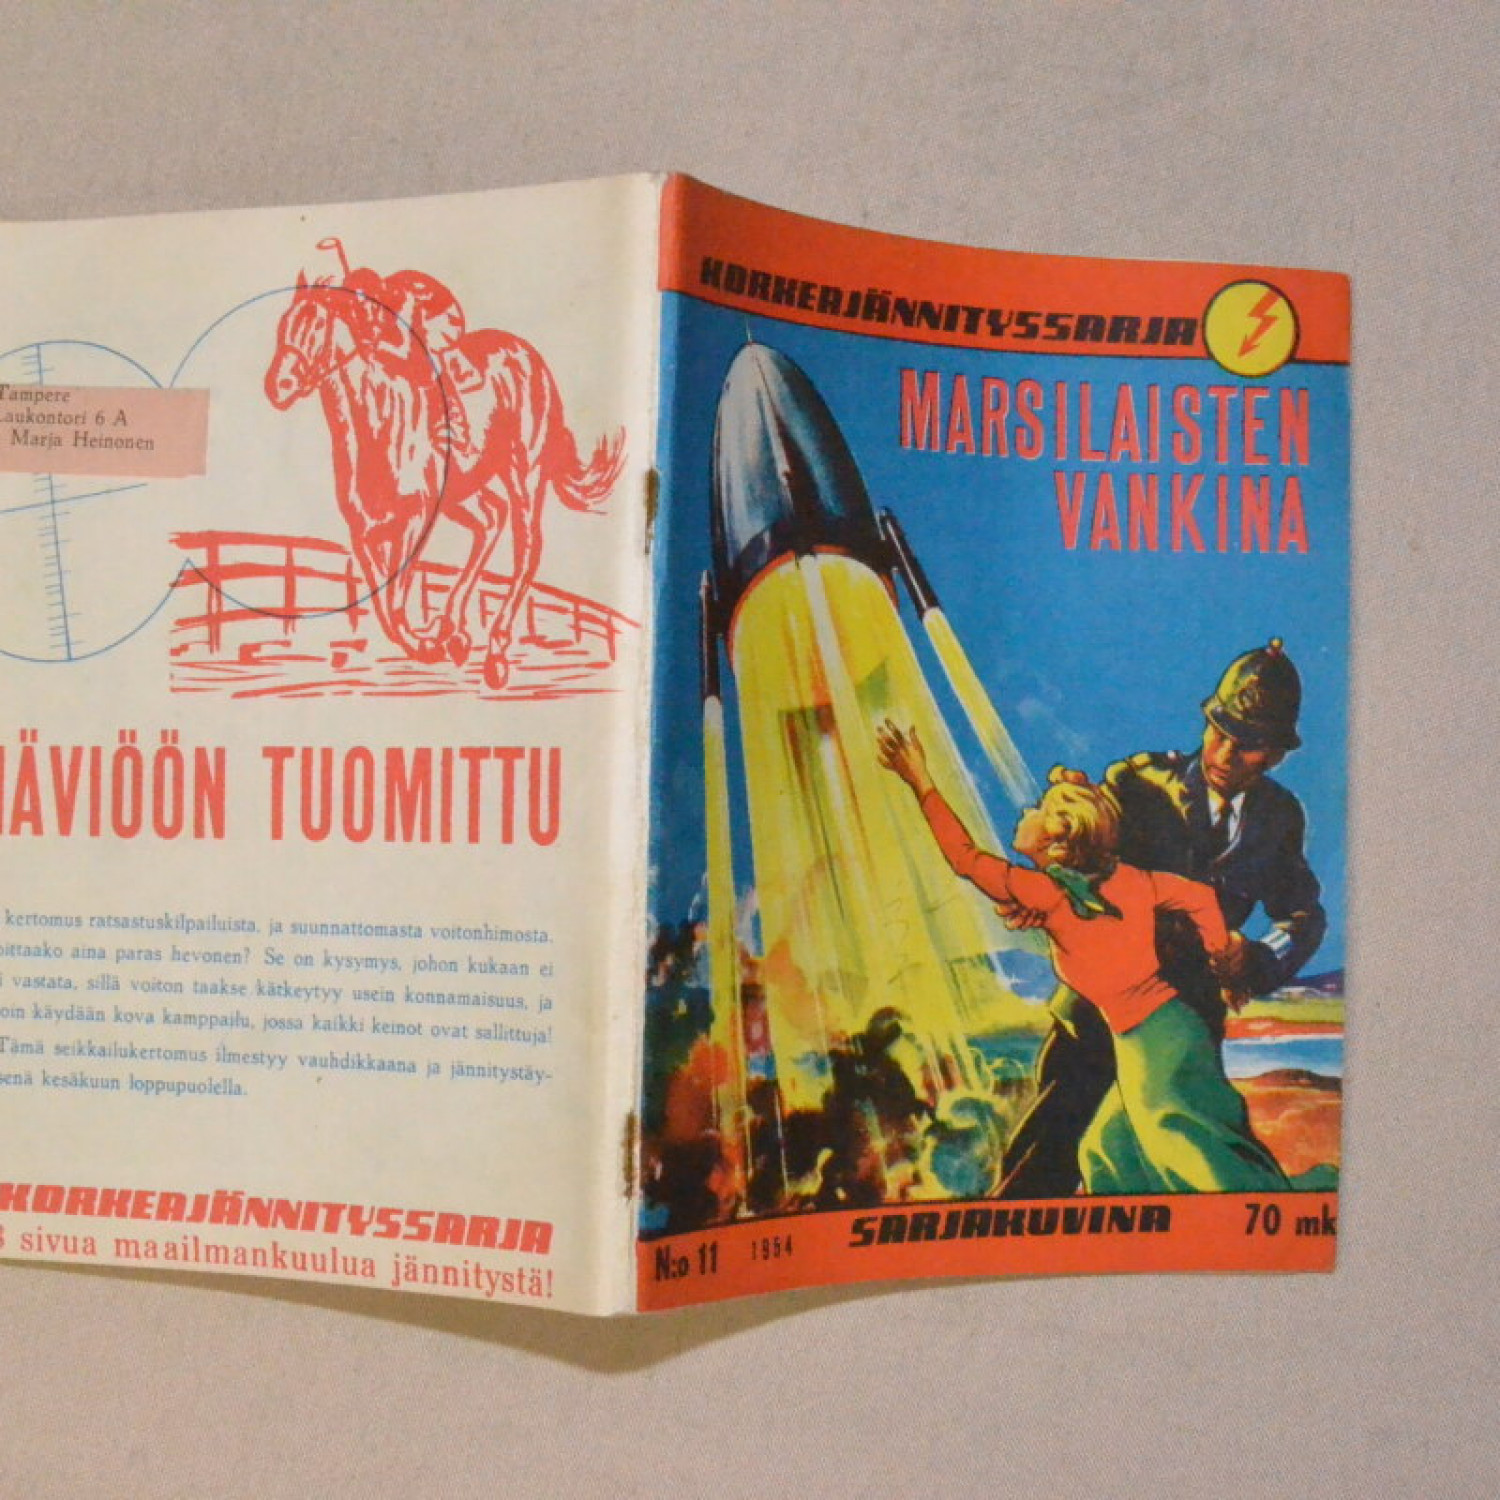 Tampere
Laukontori 6 A
Marja Heinonen
HÄVIÖÖN TUOMITTU
kertomus ratsastuskilpailuista, ja suunnattomasta voitonhimosta.
aina paras hevonen? Se on kysymys, johon kukaan ei
vastata, sillä voiton taakse kätkeytyy usein konnamaisuus, ja
käydään kova kamppailu, jossa kaikki keinot ovat sallittuja!
Tämä seikkailukertomus ilmestyy vauhdikkaana ja jännitystäy-
senä kesäkuun loppupuolella.
KORKEAJÄNNITYSSARJA
sivua maailmankuulua jännitystä!
KORKEAJÄNNITYSSARJA
MARSILAISTEN
VANKINA
N:o 11 1954 SARJAKUVINA 70 mk